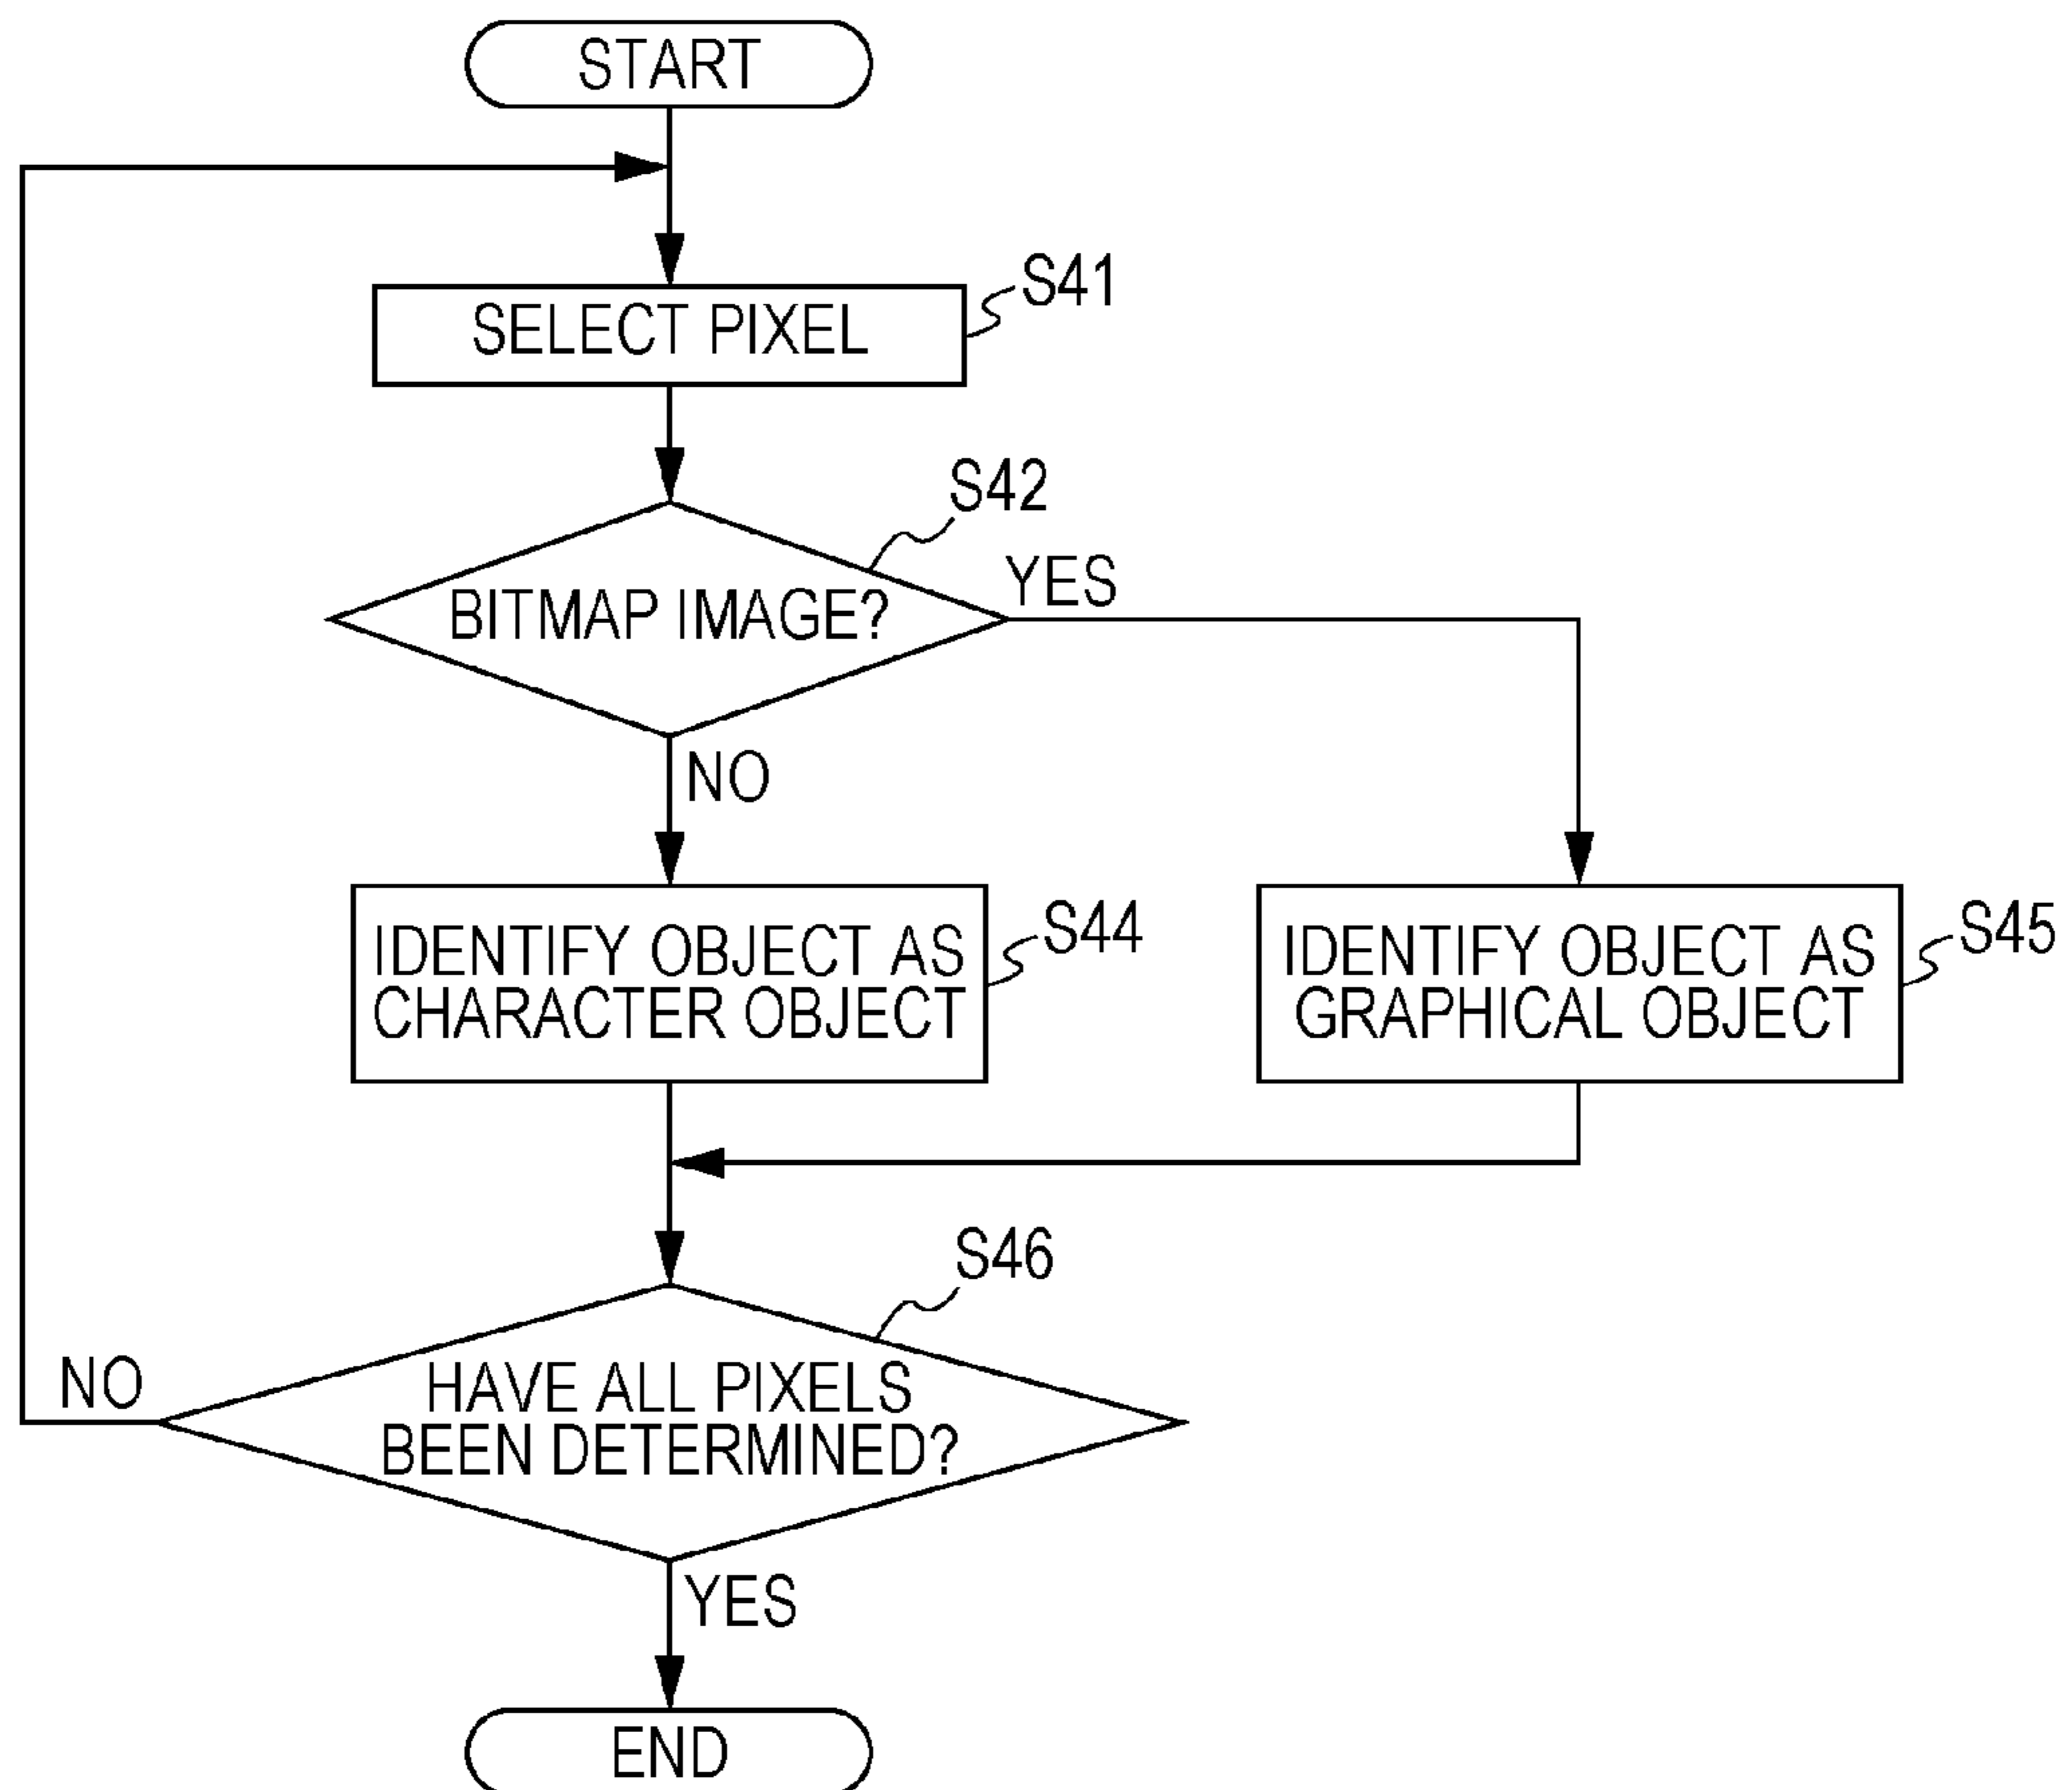 START
SELECT PIXEL
S41
S42
BITMAP IMAGE?
YES
NO
IDENTIFY OBJECT AS
CHARACTER OBJECT
S44
IDENTIFY OBJECT AS
GRAPHICAL OBJECT
S45
S46
HAVE ALL PIXELS
BEEN DETERMINED?
NO
YES
END